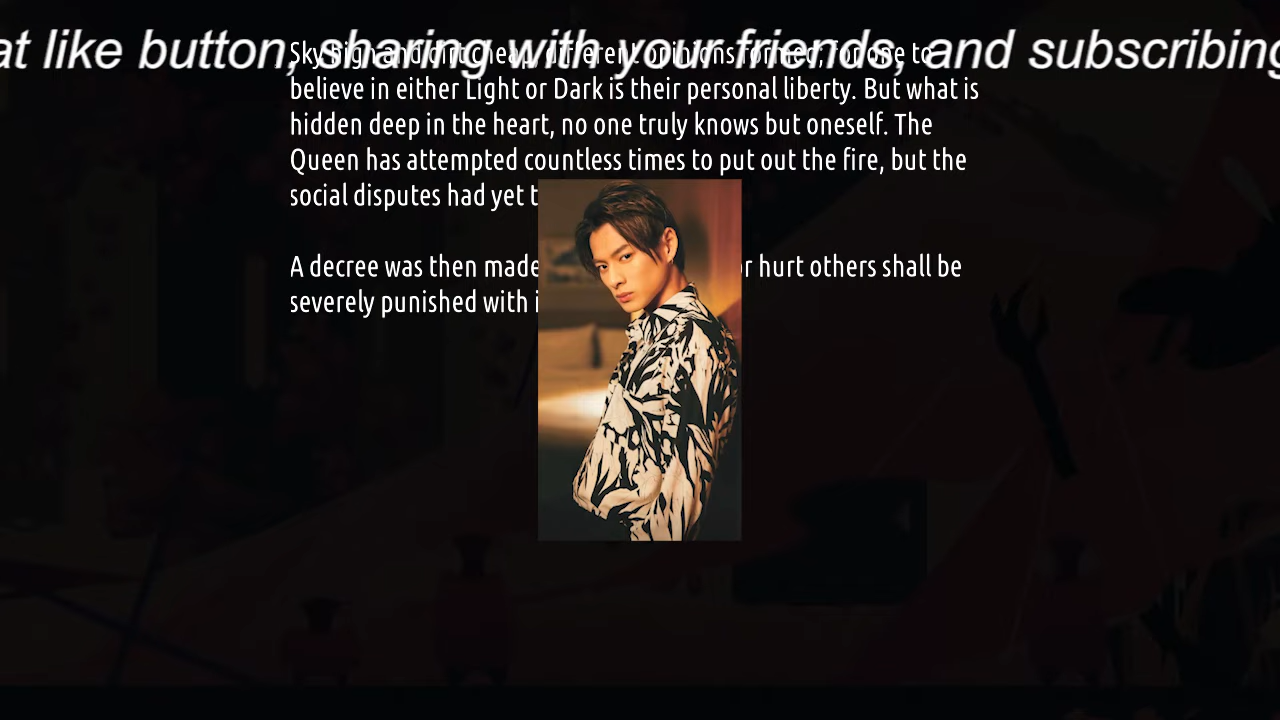 at like button, sharing with your friends, and subscribing
Sky high and dirt cheap, different opinions formed; for one to
believe in either Light or Dark is their personal liberty. But what is
hidden deep in the heart, no one truly knows but oneself. The
Queen has attempted countless times to put out the fire, but the
social disputes had yet
A decree was then made hurt others shall be
severely punished with